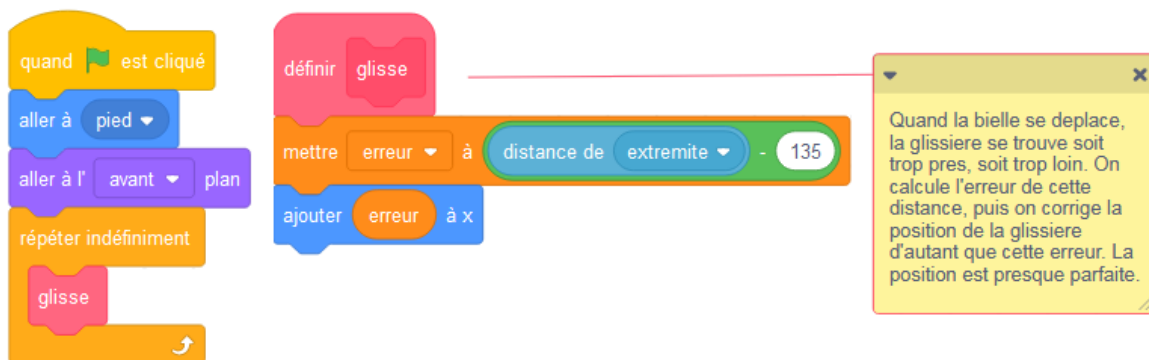 quand est cliqué
aller à pied
aller à l' avant plan
répéter indéfiniment
glisse
définir glisse
mettre erreur à distance de extremite - 135
ajouter erreur à x
Quand la bielle se deplace,
la glissiere se trouve soit
trop pres, soit trop loin. On
calcule l'erreur de cette
distance, puis on corrige la
position de la glissiere
d'autant que cette erreur. La
position est presque parfaite.